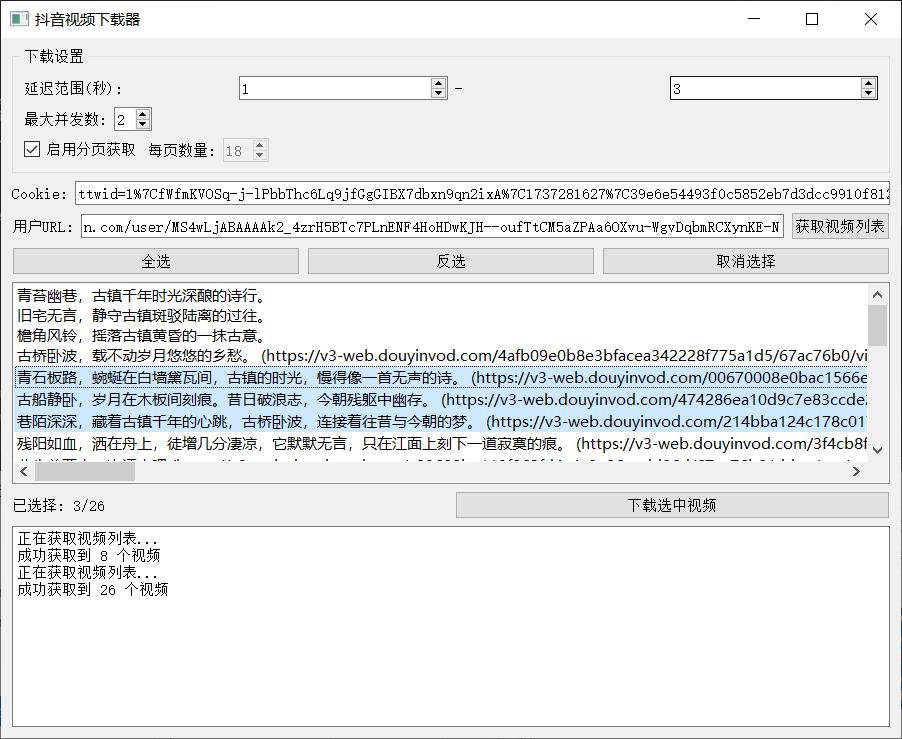 抖音视频下载器
下载设置
延迟范围(秒): 1 - 3
最大并发数: 2
启用分页获取 每页数量: 18
Cookie: ttwid=1%7CfWfmKVOSq-j-lPbbThc6Lq9jfGgGIBX7dbxn9qn2ixA%7C1737281627%7C39e6e54493f0c5852eb7d3dcc9910f812
用户URL: n.com/user/MS4wLjABAAAAk2_4zrH5BTc7PLnENF4HoHDwKJH--oufTtCM5aZPAa6OXvu-WgvDqbmRCXynKE-N 获取视频列表
全选 反选 取消选择
青苔幽巷，古镇千年时光深酿的诗行。
旧宅无言，静守古镇斑驳陆离的过往。
檐角风铃，摇落古镇黄昏的一抹古意。
古桥卧波，载不动岁月悠悠的乡愁。 (https://v3-web.douyinvod.com/4afb09e0b8e3bfacea342228f775a1d5/67ac76b0/vi
青石板路，蜿蜒在白墙黛瓦间，古镇的时光，慢得像一首无声的诗。 (https://v3-web.douyinvod.com/00670008e0bac1566e
古船静卧，岁月在木板间刻痕。昔日破浪志，今朝残躯中幽存。 (https://v3-web.douyinvod.com/474286ea10d9c7e83ccde2
巷陌深深，藏着古镇千年的心跳，古桥卧波，连接着往昔与今朝的梦。 (https://v3-web.douyinvod.com/214bba124c178c017
残阳如血，洒在舟上，徒增几分凄凉，它默默无言，只在江面上刻下一道寂寞的痕。 (https://v3-web.douyinvod.com/3f4cb8f
已选择: 3/26 下载选中视频
正在获取视频列表...
成功获取到 8 个视频
正在获取视频列表...
成功获取到 26 个视频